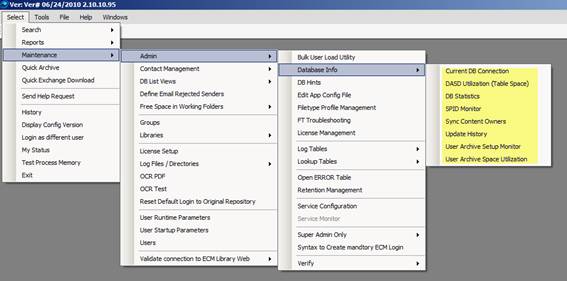 Ver: Ver# 06/24/2010 2.10.10.95
Select Tools File Help Windows
Search
Reports
Maintenance
Quick Archive
Quick Exchange Download
Send Help Request
History
Display Config Version
Login as different user
My Status
Test Process Memory
Exit
Admin
Contact Management
DB List Views
Define Email Rejected Senders
Free Space in Working Folders
Groups
Libraries
License Setup
Log Files / Directories
OCR PDF
OCR Test
Reset Default Login to Original Repository
User Runtime Parameters
User Startup Parameters
Users
Validate connection to ECM Library Web
Bulk User Load Utility
Database Info
DB Hints
Edit App Config File
Filetype Profile Management
FT Troubleshooting
License Management
Log Tables
Lookup Tables
Open ERROR Table
Retention Management
Service Configuration
Service Monitor
Super Admin Only
Syntax to Create mandtory ECM Login
Verify
Current DB Connection
DASD Utilization (Table Space)
DB Statistics
SPID Monitor
Sync Content Owners
Update History
User Archive Setup Monitor
User Archive Space Utilization